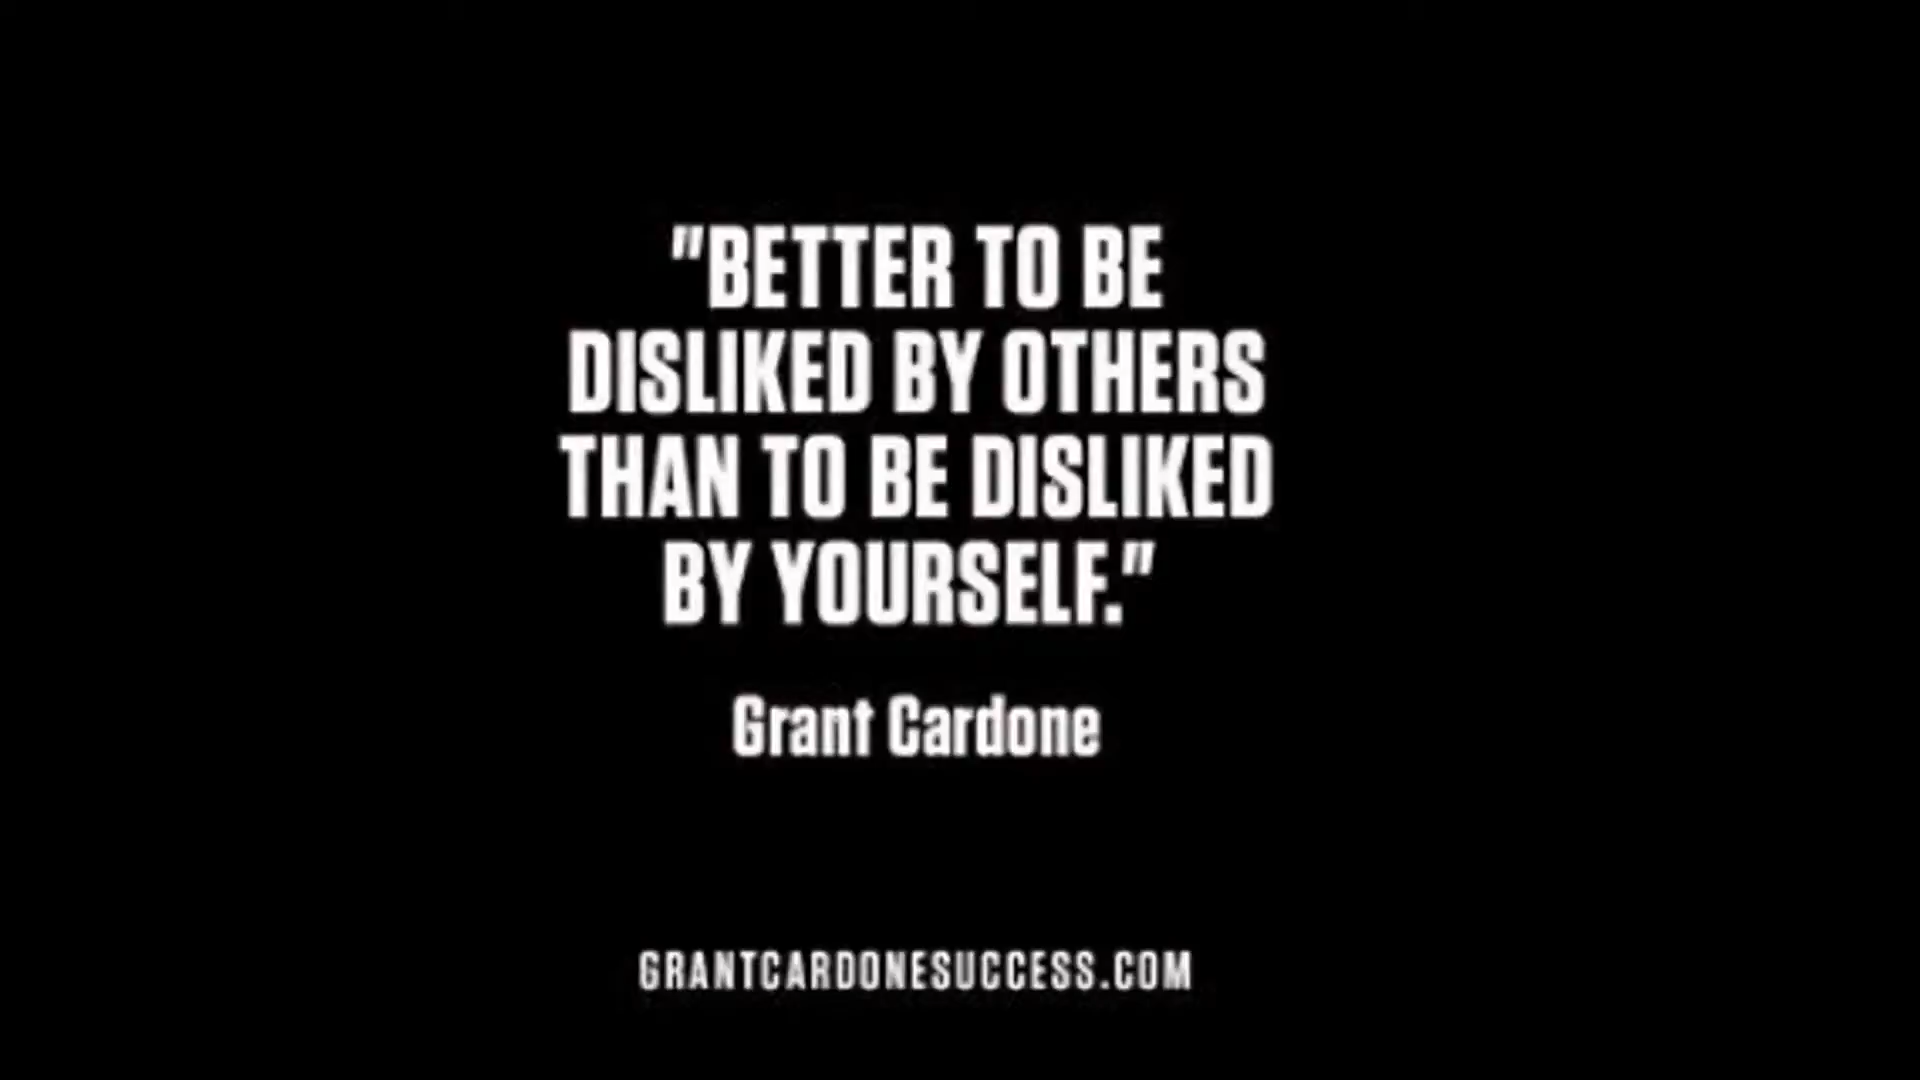 "BETTER TO BE
DISLIKED BY OTHERS
THAN TO BE DISLIKED
BY YOURSELF."
Grant Cardone
GRANTCARDONESUCCESS.COM